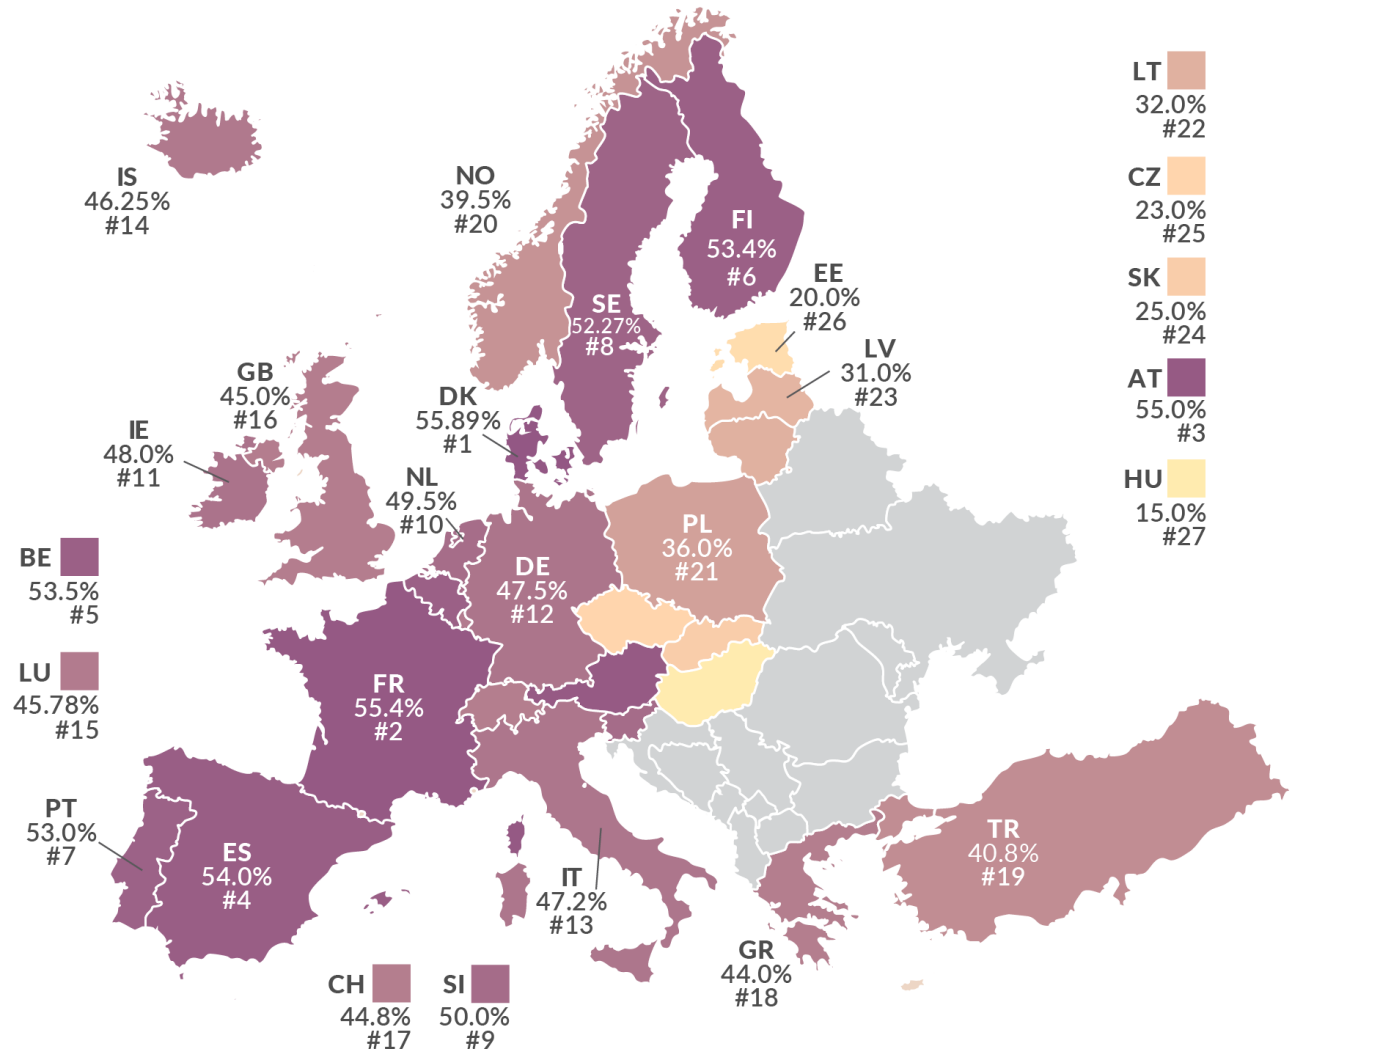 IS
46.25%
#14
NO
39.5%
#20
FI
53.4%
#6
SE
52.27%
#8
EE
20.0%
#26
LV
31.0%
#23
LT
32.0%
#22
CZ
23.0%
#25
SK
25.0%
#24
AT
55.0%
#3
HU
15.0%
#27
GB
45.0%
#16
IE
48.0%
#11
DK
55.89%
#1
NL
49.5%
#10
BE
53.5%
#5
LU
45.78%
#15
DE
47.5%
#12
PL
36.0%
#21
FR
55.4%
#2
PT
53.0%
#7
ES
54.0%
#4
IT
47.2%
#13
TR
40.8%
#19
GR
44.0%
#18
CH
44.8%
#17
SI
50.0%
#9